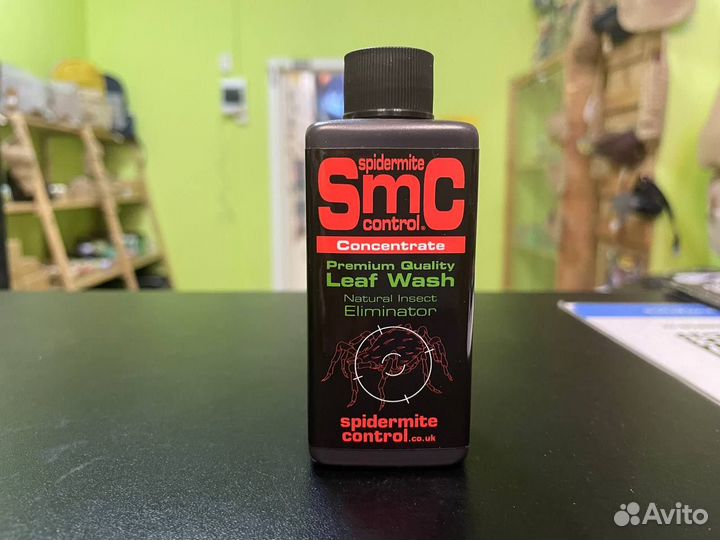 spidermite
SmC
control®
Concentrate
Premium Quality
Leaf Wash
Natural Insect
Eliminator
spidermite
control.co.uk
Avito